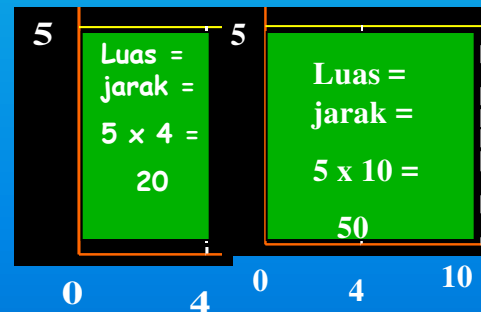 5
Luas =
jarak =
5 x 4 =
20
0
4
5
Luas =
jarak =
5 x 10 =
50
0
4
10